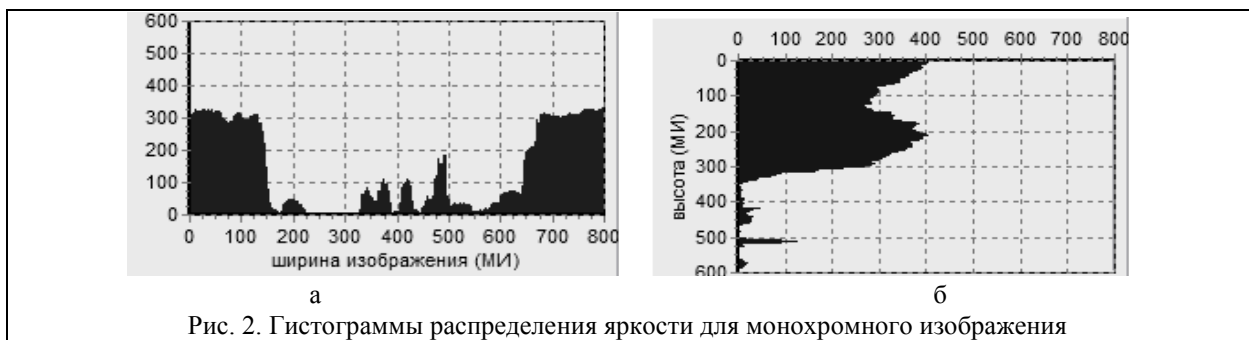 600
500
400
300
200
100
0
0 100 200 300 400 500 600 700 800
ширина изображения (МИ)
а
0 100 200 300 400 500 600 700 800
0
100
200
300
400
500
600
высота (МИ)
б
Рис. 2. Гистограммы распределения яркости для монохромного изображения